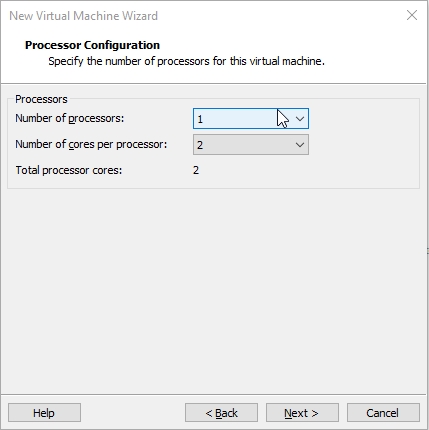 New Virtual Machine Wizard
Processor Configuration
Specify the number of processors for this virtual machine.
Processors
Number of processors: 1
Number of cores per processor: 2
Total processor cores: 2
Help < Back Next > Cancel